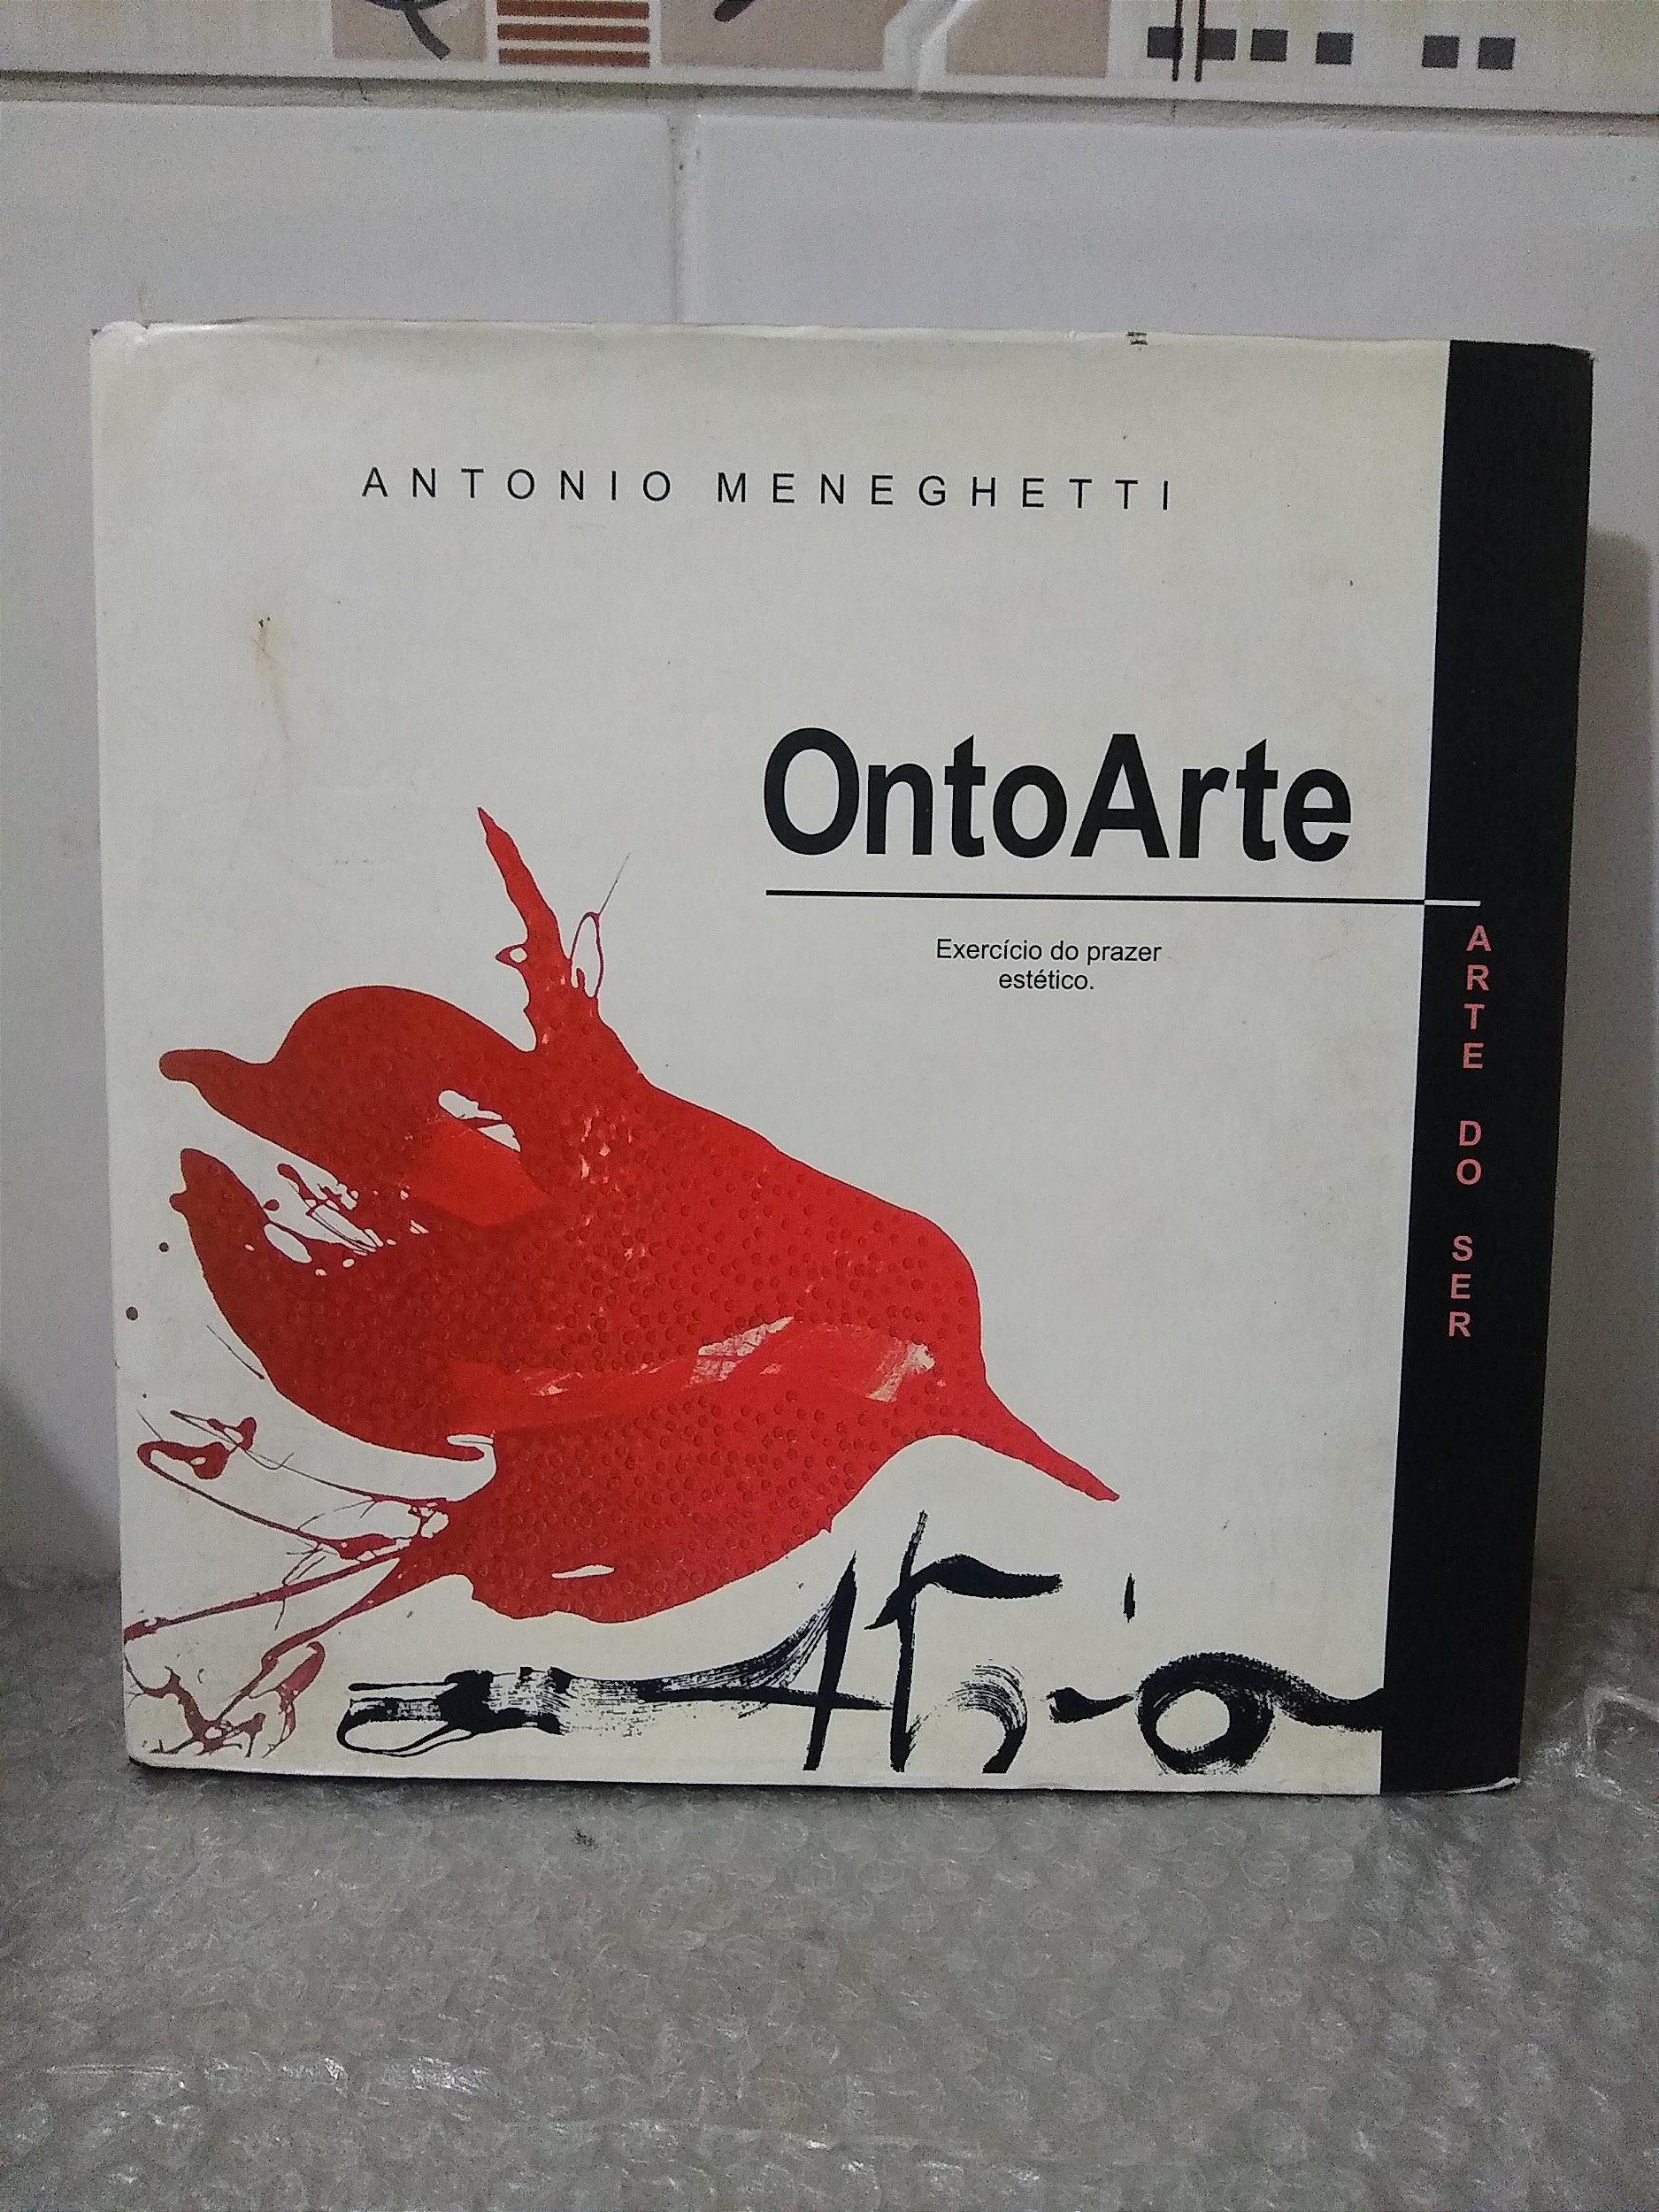 ANTONIO MENEGHETTI
OntoArte
Exercício do prazer
estético.
ARTE DO SER